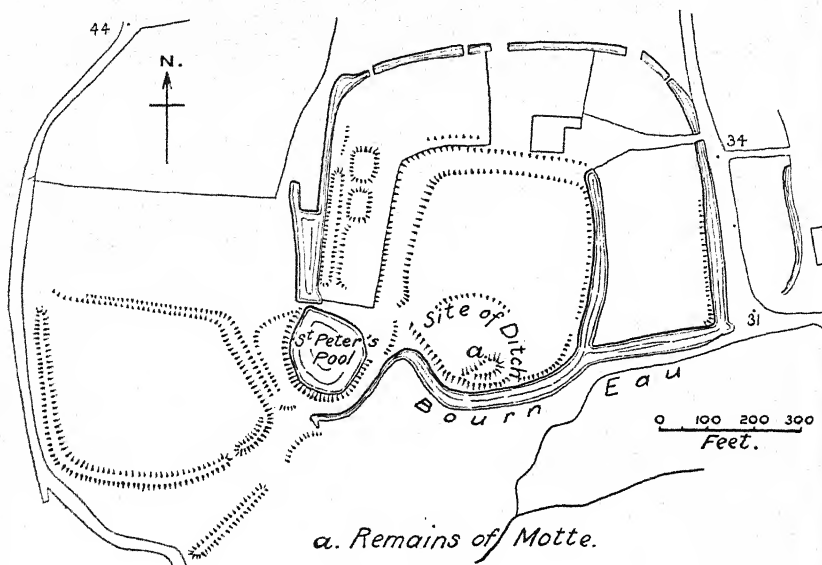 44
N.
34
St Peter's
Pool
Site of Ditch
a.
31
Bourn Eau
0 100 200 300
Feet.
a. Remains of Motte.